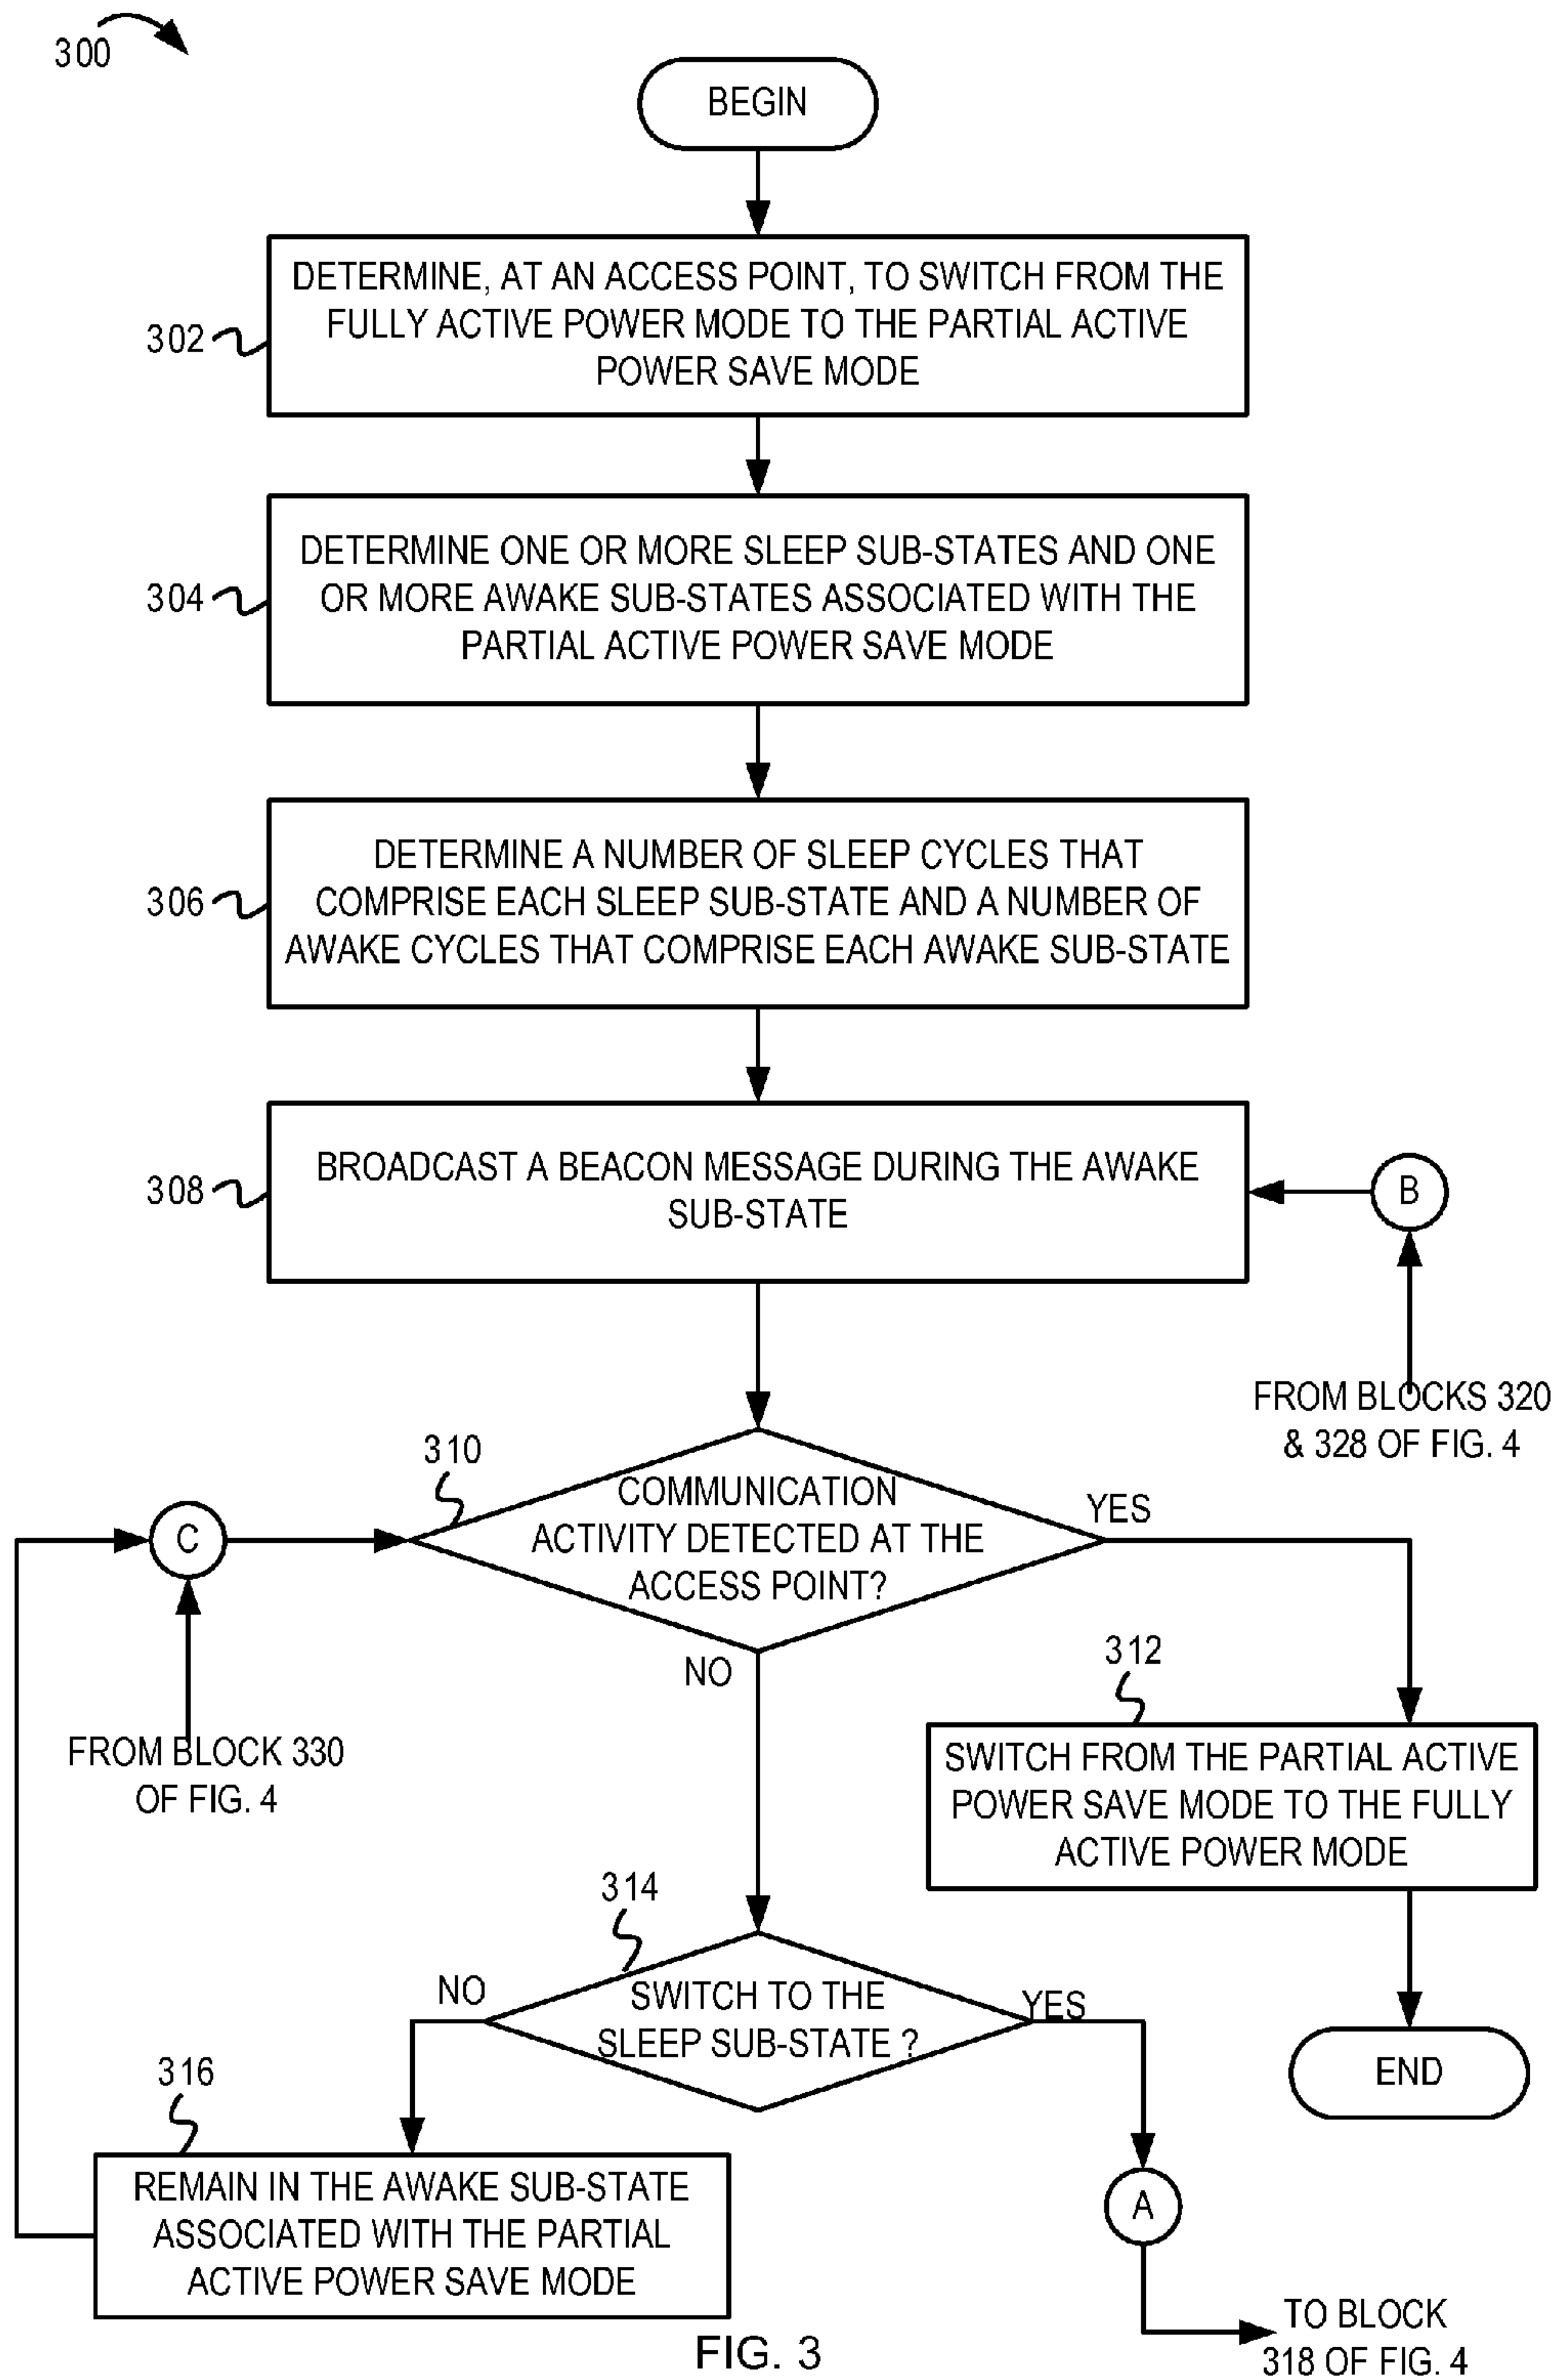 300
BEGIN
DETERMINE, AT AN ACCESS POINT, TO SWITCH FROM THE
FULLY ACTIVE POWER MODE TO THE PARTIAL ACTIVE
POWER SAVE MODE
302
DETERMINE ONE OR MORE SLEEP SUB-STATES AND ONE
OR MORE AWAKE SUB-STATES ASSOCIATED WITH THE
PARTIAL ACTIVE POWER SAVE MODE
304
DETERMINE A NUMBER OF SLEEP CYCLES THAT
COMPRISE EACH SLEEP SUB-STATE AND A NUMBER OF
AWAKE CYCLES THAT COMPRISE EACH AWAKE SUB-STATE
306
BROADCAST A BEACON MESSAGE DURING THE AWAKE
SUB-STATE
308
B
FROM BLOCKS 320
& 328 OF FIG. 4
310
COMMUNICATION
ACTIVITY DETECTED AT THE
ACCESS POINT?
YES
NO
C
FROM BLOCK 330
OF FIG. 4
312
SWITCH FROM THE PARTIAL ACTIVE
POWER SAVE MODE TO THE FULLY
ACTIVE POWER MODE
END
314
SWITCH TO THE
SLEEP SUB-STATE ?
NO
YES
316
REMAIN IN THE AWAKE SUB-STATE
ASSOCIATED WITH THE PARTIAL
ACTIVE POWER SAVE MODE
A
TO BLOCK
318 OF FIG. 4
FIG. 3